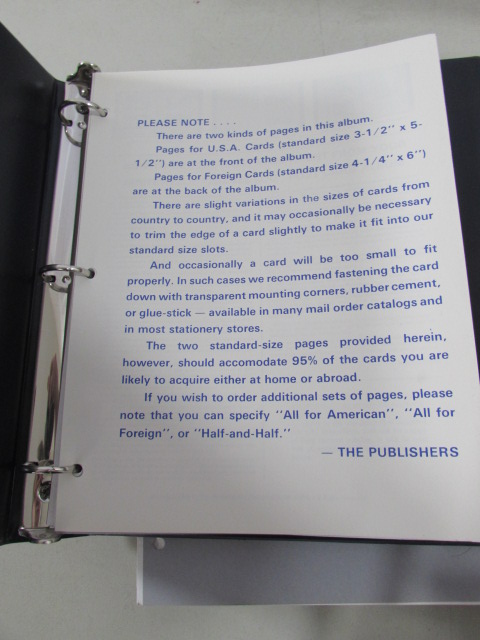 PLEASE NOTE . . . .
There are two kinds of pages in this album.
Pages for U.S.A. Cards (standard size 3-1/2" x 5-
1/2") are at the front of the album.
Pages for Foreign Cards (standard size 4-1/4" x 6")
are at the back of the album.
There are slight variations in the sizes of cards from
country to country, and it may occasionally be necessary
to trim the edge of a card slightly to make it fit into our
standard size slots.
And occasionally a card will be too small to fit
properly. In such cases we recommend fastening the card
down with transparent mounting corners, rubber cement,
or glue-stick — available in many mail order catalogs and
in most stationery stores.
The two standard-size pages provided herein,
however, should accomodate 95% of the cards you are
likely to acquire either at home or abroad.
If you wish to order additional sets of pages, please
note that you can specify "All for American", "All for
Foreign", or "Half-and-Half."
— THE PUBLISHERS